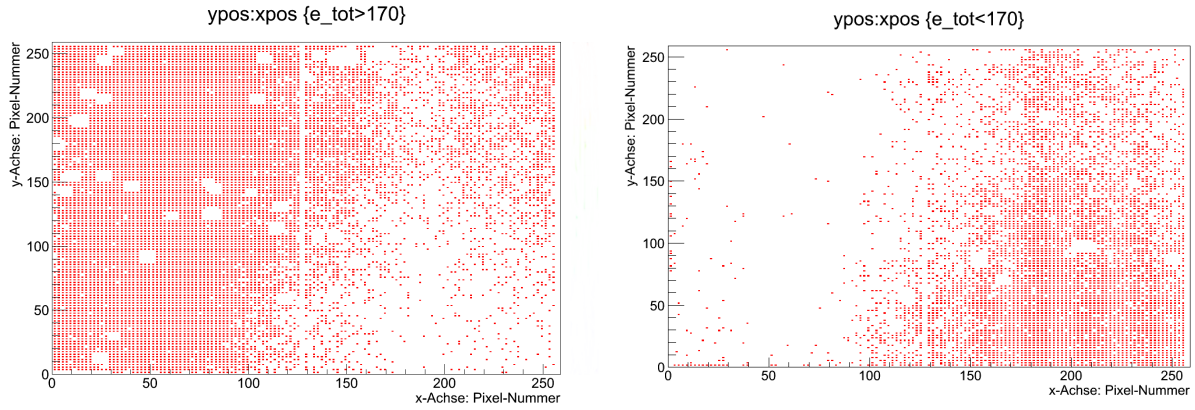 ypos:xpos {e_tot>170}
y-Achse: Pixel-Nummer
250
200
150
100
50
0
0 50 100 150 200 250
x-Achse: Pixel-Nummer
ypos:xpos {e_tot<170}
y-Achse: Pixel-Nummer
250
200
150
100
50
0
0 50 100 150 200 250
x-Achse: Pixel-Nummer